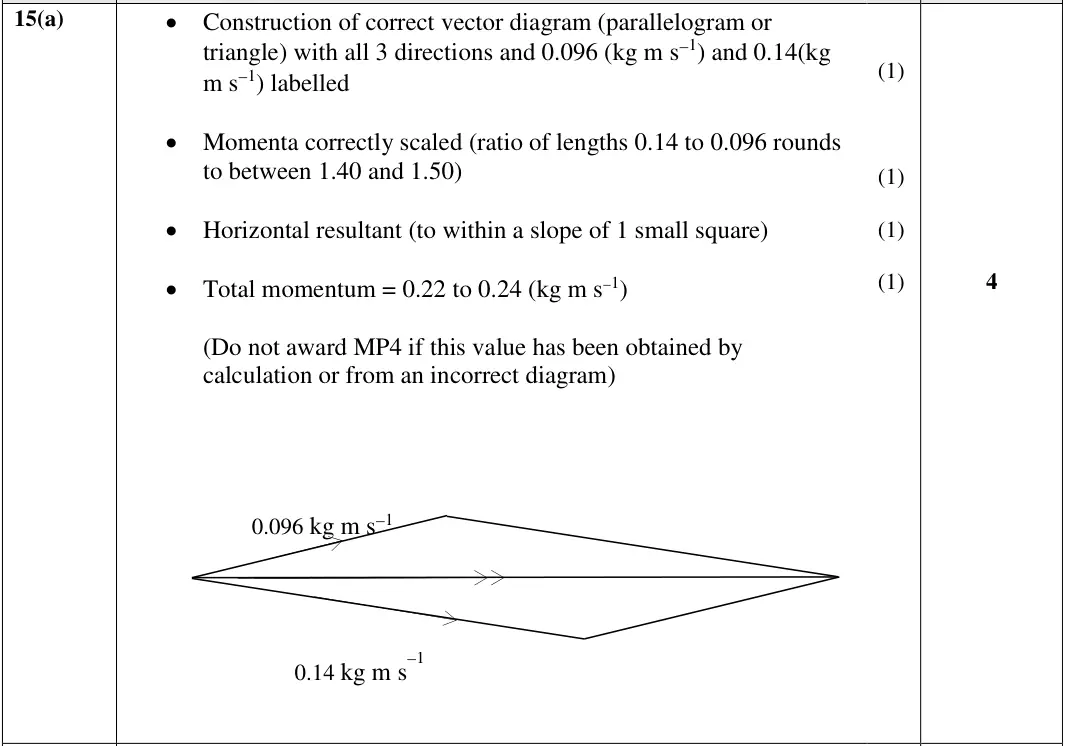 15(a)
• Construction of correct vector diagram (parallelogram or
triangle) with all 3 directions and 0.096 (kg m s⁻¹) and 0.14(kg
m s⁻¹) labelled
(1)
• Momenta correctly scaled (ratio of lengths 0.14 to 0.096 rounds
to between 1.40 and 1.50)
(1)
• Horizontal resultant (to within a slope of 1 small square)
(1)
• Total momentum = 0.22 to 0.24 (kg m s⁻¹)
(1)
4
(Do not award MP4 if this value has been obtained by
calculation or from an incorrect diagram)
0.096 kg m s⁻¹
0.14 kg m s⁻¹